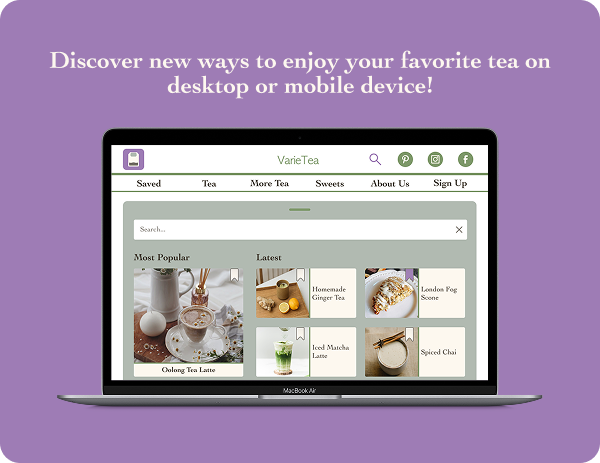 Discover new ways to enjoy your favorite tea on
desktop or mobile device!
VarieTea
Saved Tea More Tea Sweets About Us Sign Up
Search...
Most Popular
Latest
Homemade
Ginger Tea
London Fog
Scone
Iced Matcha
Latte
Spiced Chai
Oolong Tea Latte
MacBook Air